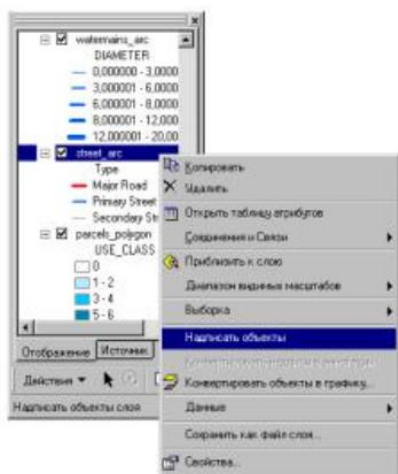 watermains_arc
DIAMETER
0,000000 - 3,0000
3,000001 - 6,0000
6,000001 - 8,0000
8,000001 - 12,000
12,000001 - 20,00
street_arc
Type
Major Road
Primary Street
Secondary Str
parcels_polygon
USE_CLASS
0
1 - 2
3 - 4
5 - 6
Отображение Источник
Действия
Надписать объекты слоя
Копировать
Удалить
Открыть таблицу атрибутов
Соединения и Связи
Приблизить к слою
Диапазон видимых масштабов
Выборка
Надписать объекты
Конвертировать объекты в графику...
Данные
Сохранить как файл слоя...
Свойства...